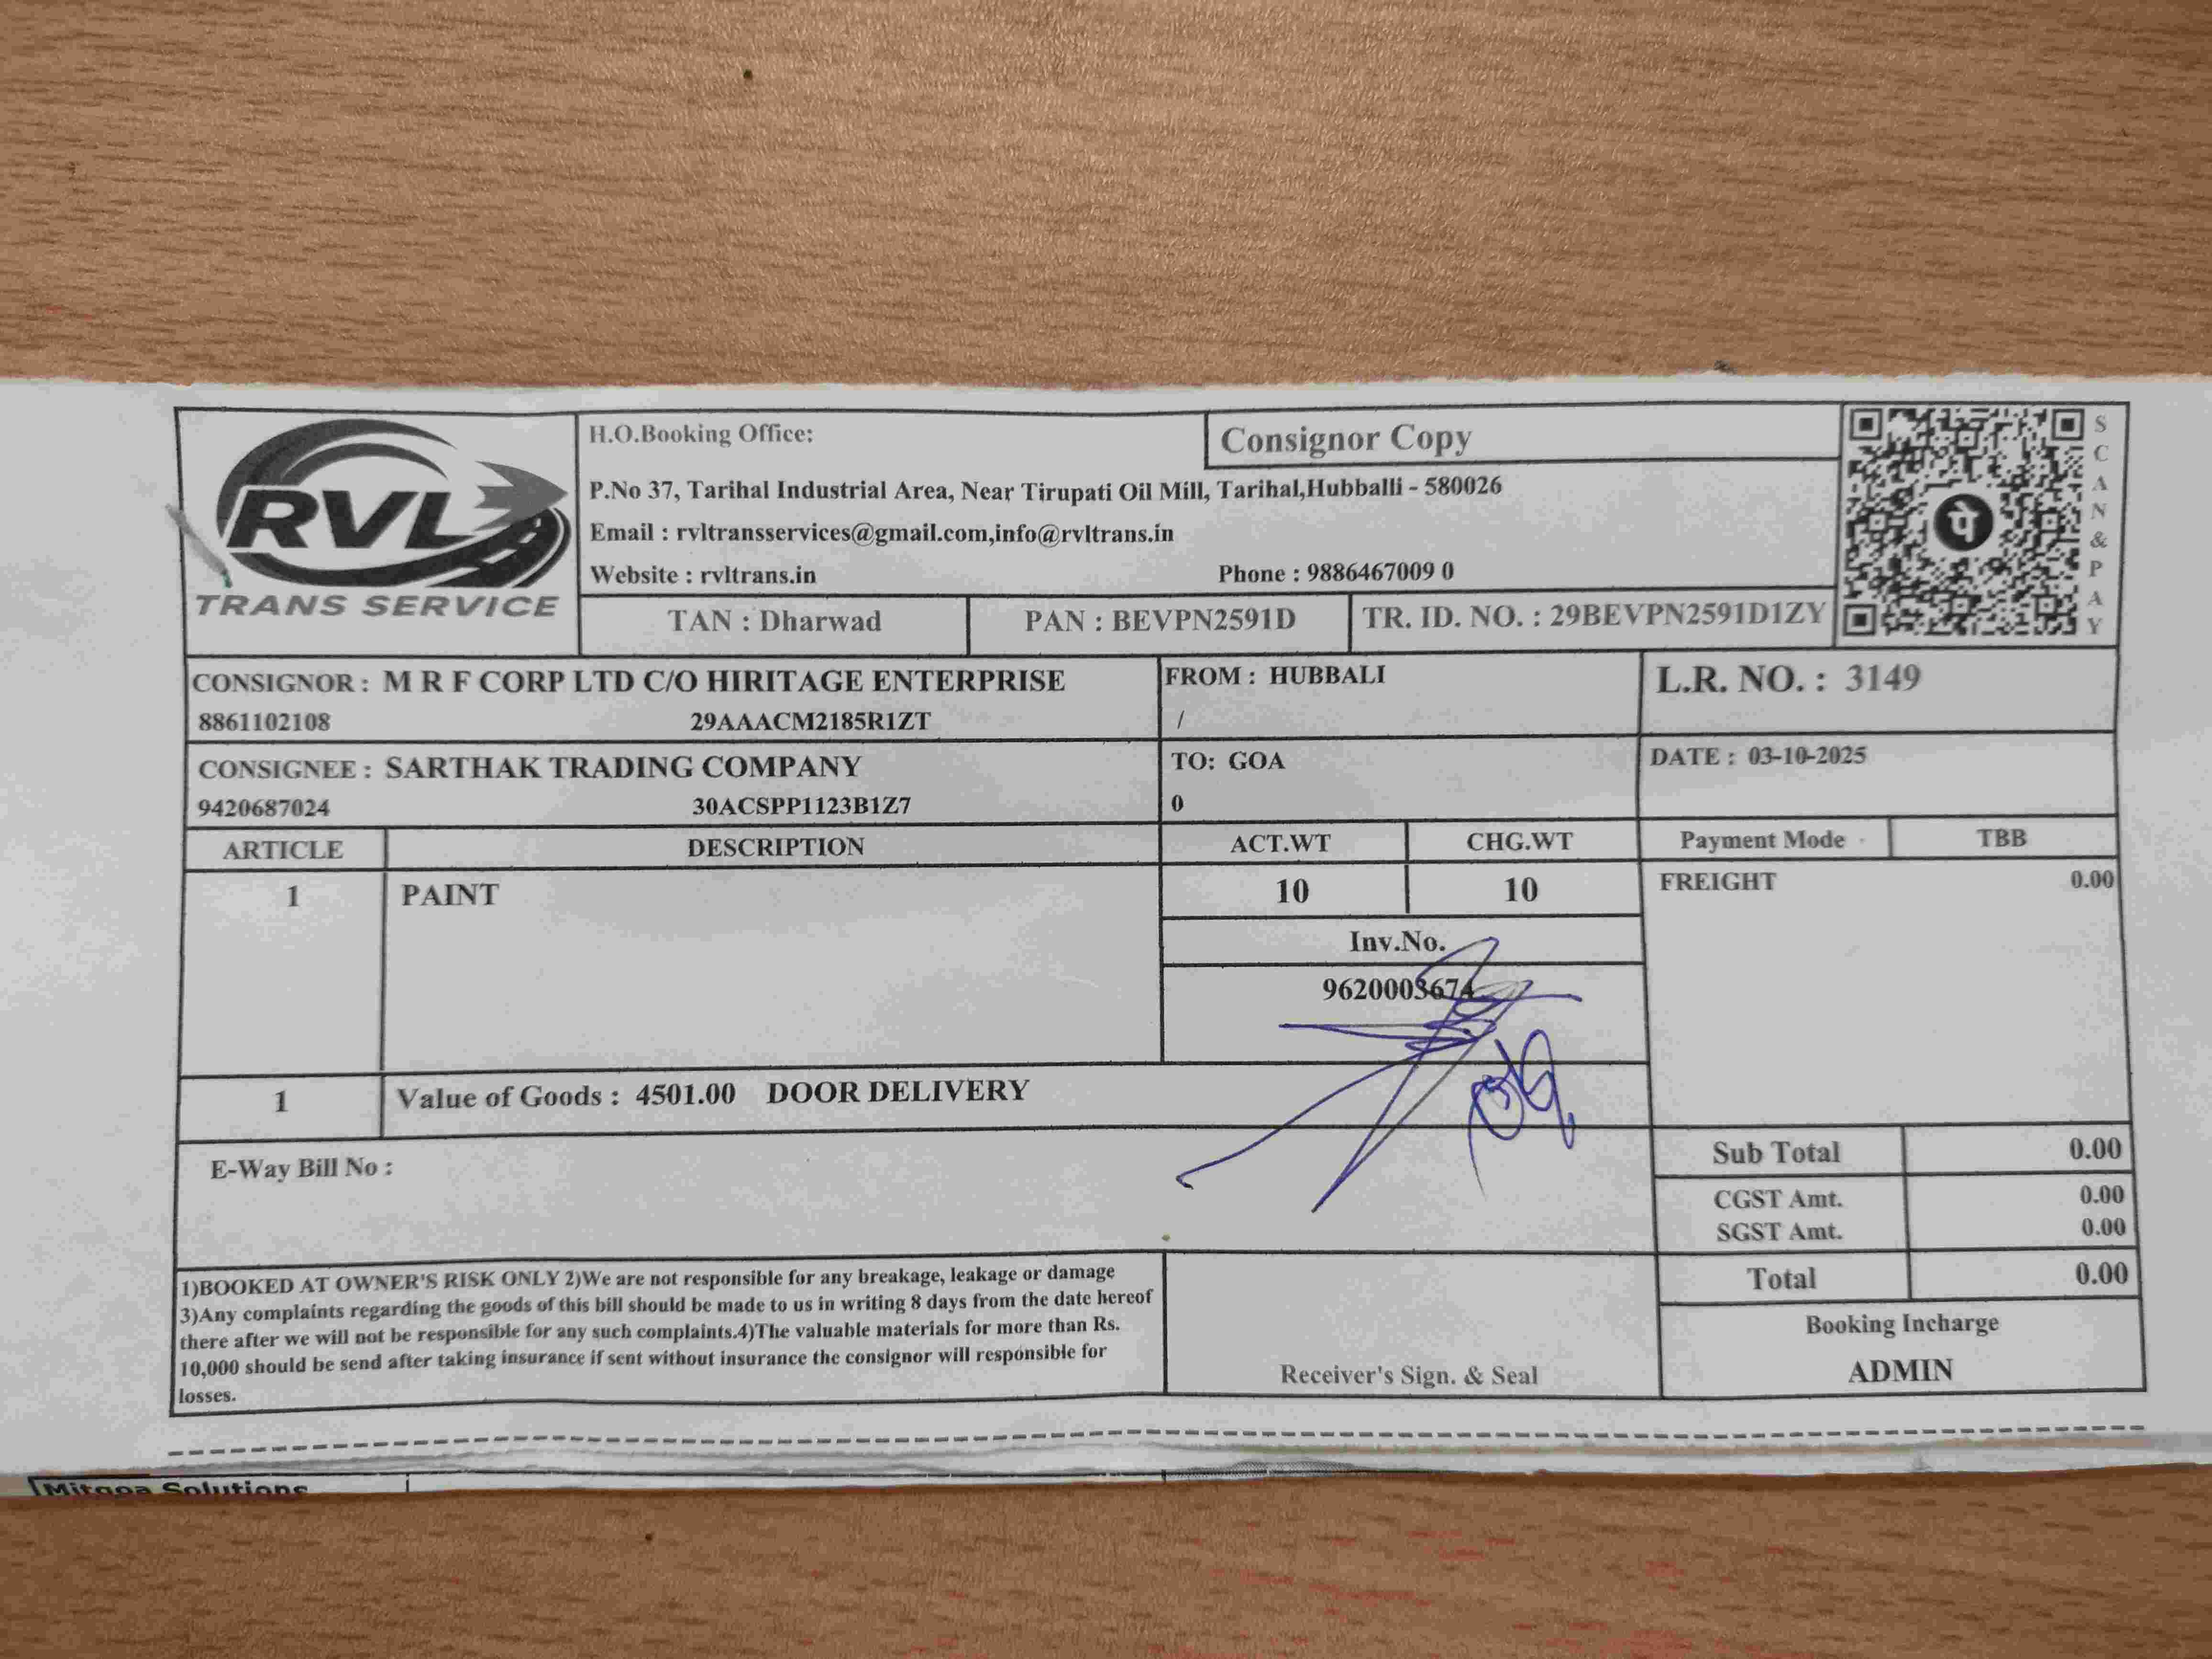 RVL
TRANS SERVICE
H.O.Booking Office:
Consignor Copy
P.No 37, Tarihal Industrial Area, Near Tirupati Oil Mill, Tarihal,Hubballi - 580026
Email : rvltransservices@gmail.com,info@rvltrans.in
Website : rvltrans.in Phone : 9886467009 0
TAN : Dharwad PAN : BEVPN2591D TR. ID. NO. : 29BEVPN2591D1ZY
SCAN&PAY
पे
CONSIGNOR : M R F CORP LTD C/O HIRITAGE ENTERPRISE
8861102108 29AAACM2185R1ZT
FROM : HUBBALI
/
L.R. NO. : 3149
CONSIGNEE : SARTHAK TRADING COMPANY
9420687024 30ACSPP1123B1Z7
TO: GOA
0
DATE : 03-10-2025
ARTICLE DESCRIPTION ACT.WT CHG.WT Payment Mode - TBB
1 PAINT 10 10 FREIGHT 0.00
Inv.No.
9620003674
1 Value of Goods : 4501.00 DOOR DELIVERY
E-Way Bill No :
Sub Total 0.00
CGST Amt. 0.00
SGST Amt. 0.00
Total 0.00
1)BOOKED AT OWNER'S RISK ONLY 2)We are not responsible for any breakage, leakage or damage
3)Any complaints regarding the goods of this bill should be made to us in writing 8 days from the date hereof
there after we will not be responsible for any such complaints.4)The valuable materials for more than Rs.
10,000 should be send after taking insurance if sent without insurance the consignor will responsible for
losses.
Receiver's Sign. & Seal
Booking Incharge
ADMIN
Mitgoa Solutions